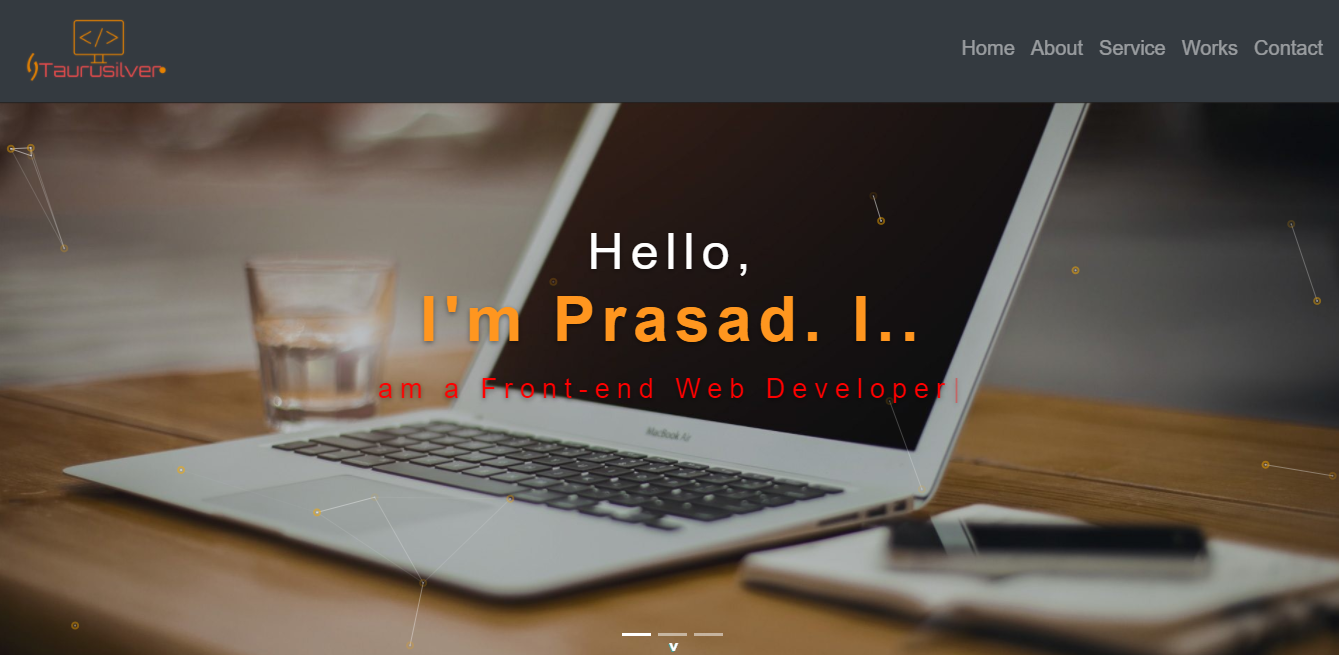 </>
Taurusilver
Home About Service Works Contact
Hello,
I'm Prasad. I..
am a Front-end Web Developer|
MacBook Air
v